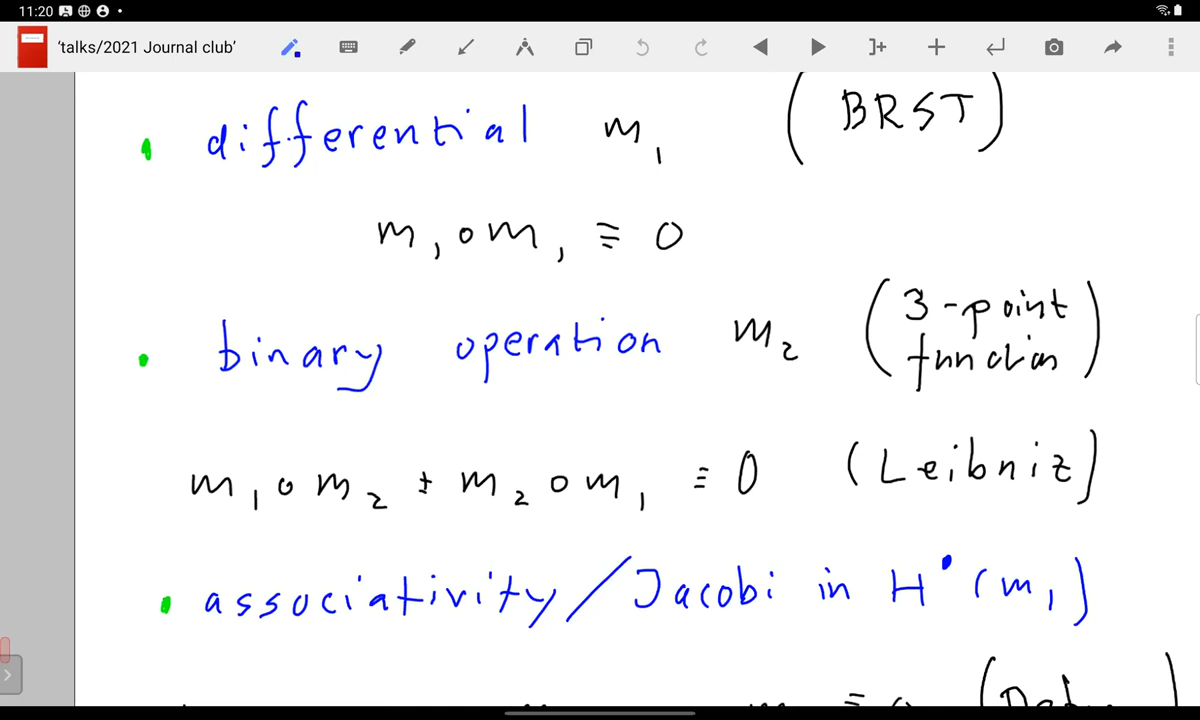 11:20
'talks/2021 Journal club'
• differential m₁ (BRST)
m₁ ∘ m₁ ≡ 0
• binary operation m₂ (3-point function)
m₁ ∘ m₂ ± m₂ ∘ m₁ = 0 (Leibniz)
• associativity/Jacobi in H•(m₁)